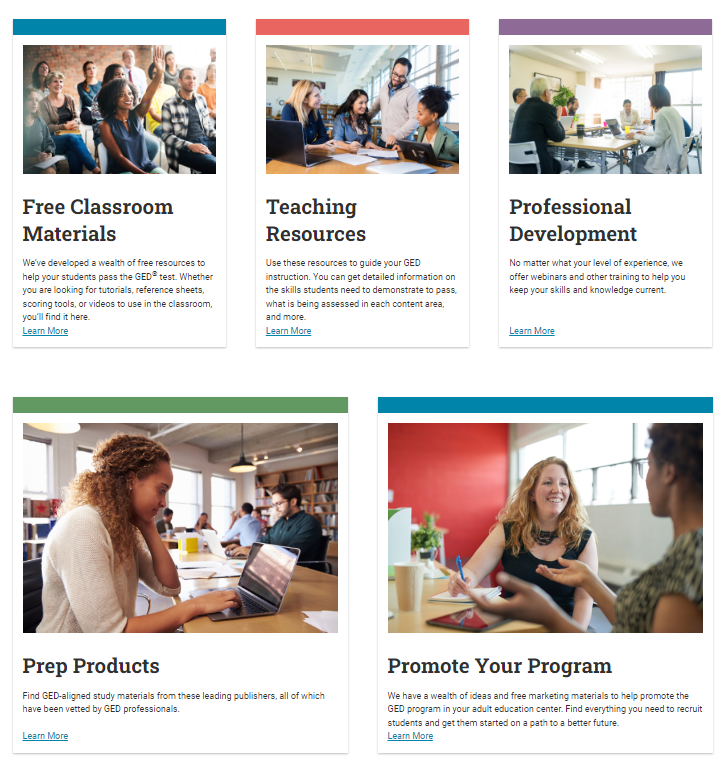 Free Classroom
Materials
We've developed a wealth of free resources to
help your students pass the GED® test. Whether
you are looking for tutorials, reference sheets,
scoring tools, or videos to use in the classroom,
you'll find it here.
Learn More
Teaching
Resources
Use these resources to guide your GED
instruction. You can get detailed information on
the skills students need to demonstrate to pass,
what is being assessed in each content area,
and more.
Learn More
Professional
Development
No matter what your level of experience, we
offer webinars and other training to help you
keep your skills and knowledge current.
Learn More
Prep Products
Find GED-aligned study materials from these leading publishers, all of which
have been vetted by GED professionals.
Learn More
Promote Your Program
We have a wealth of ideas and free marketing materials to help promote the
GED program in your adult education center. Find everything you need to recruit
students and get them started on a path to a better future.
Learn More